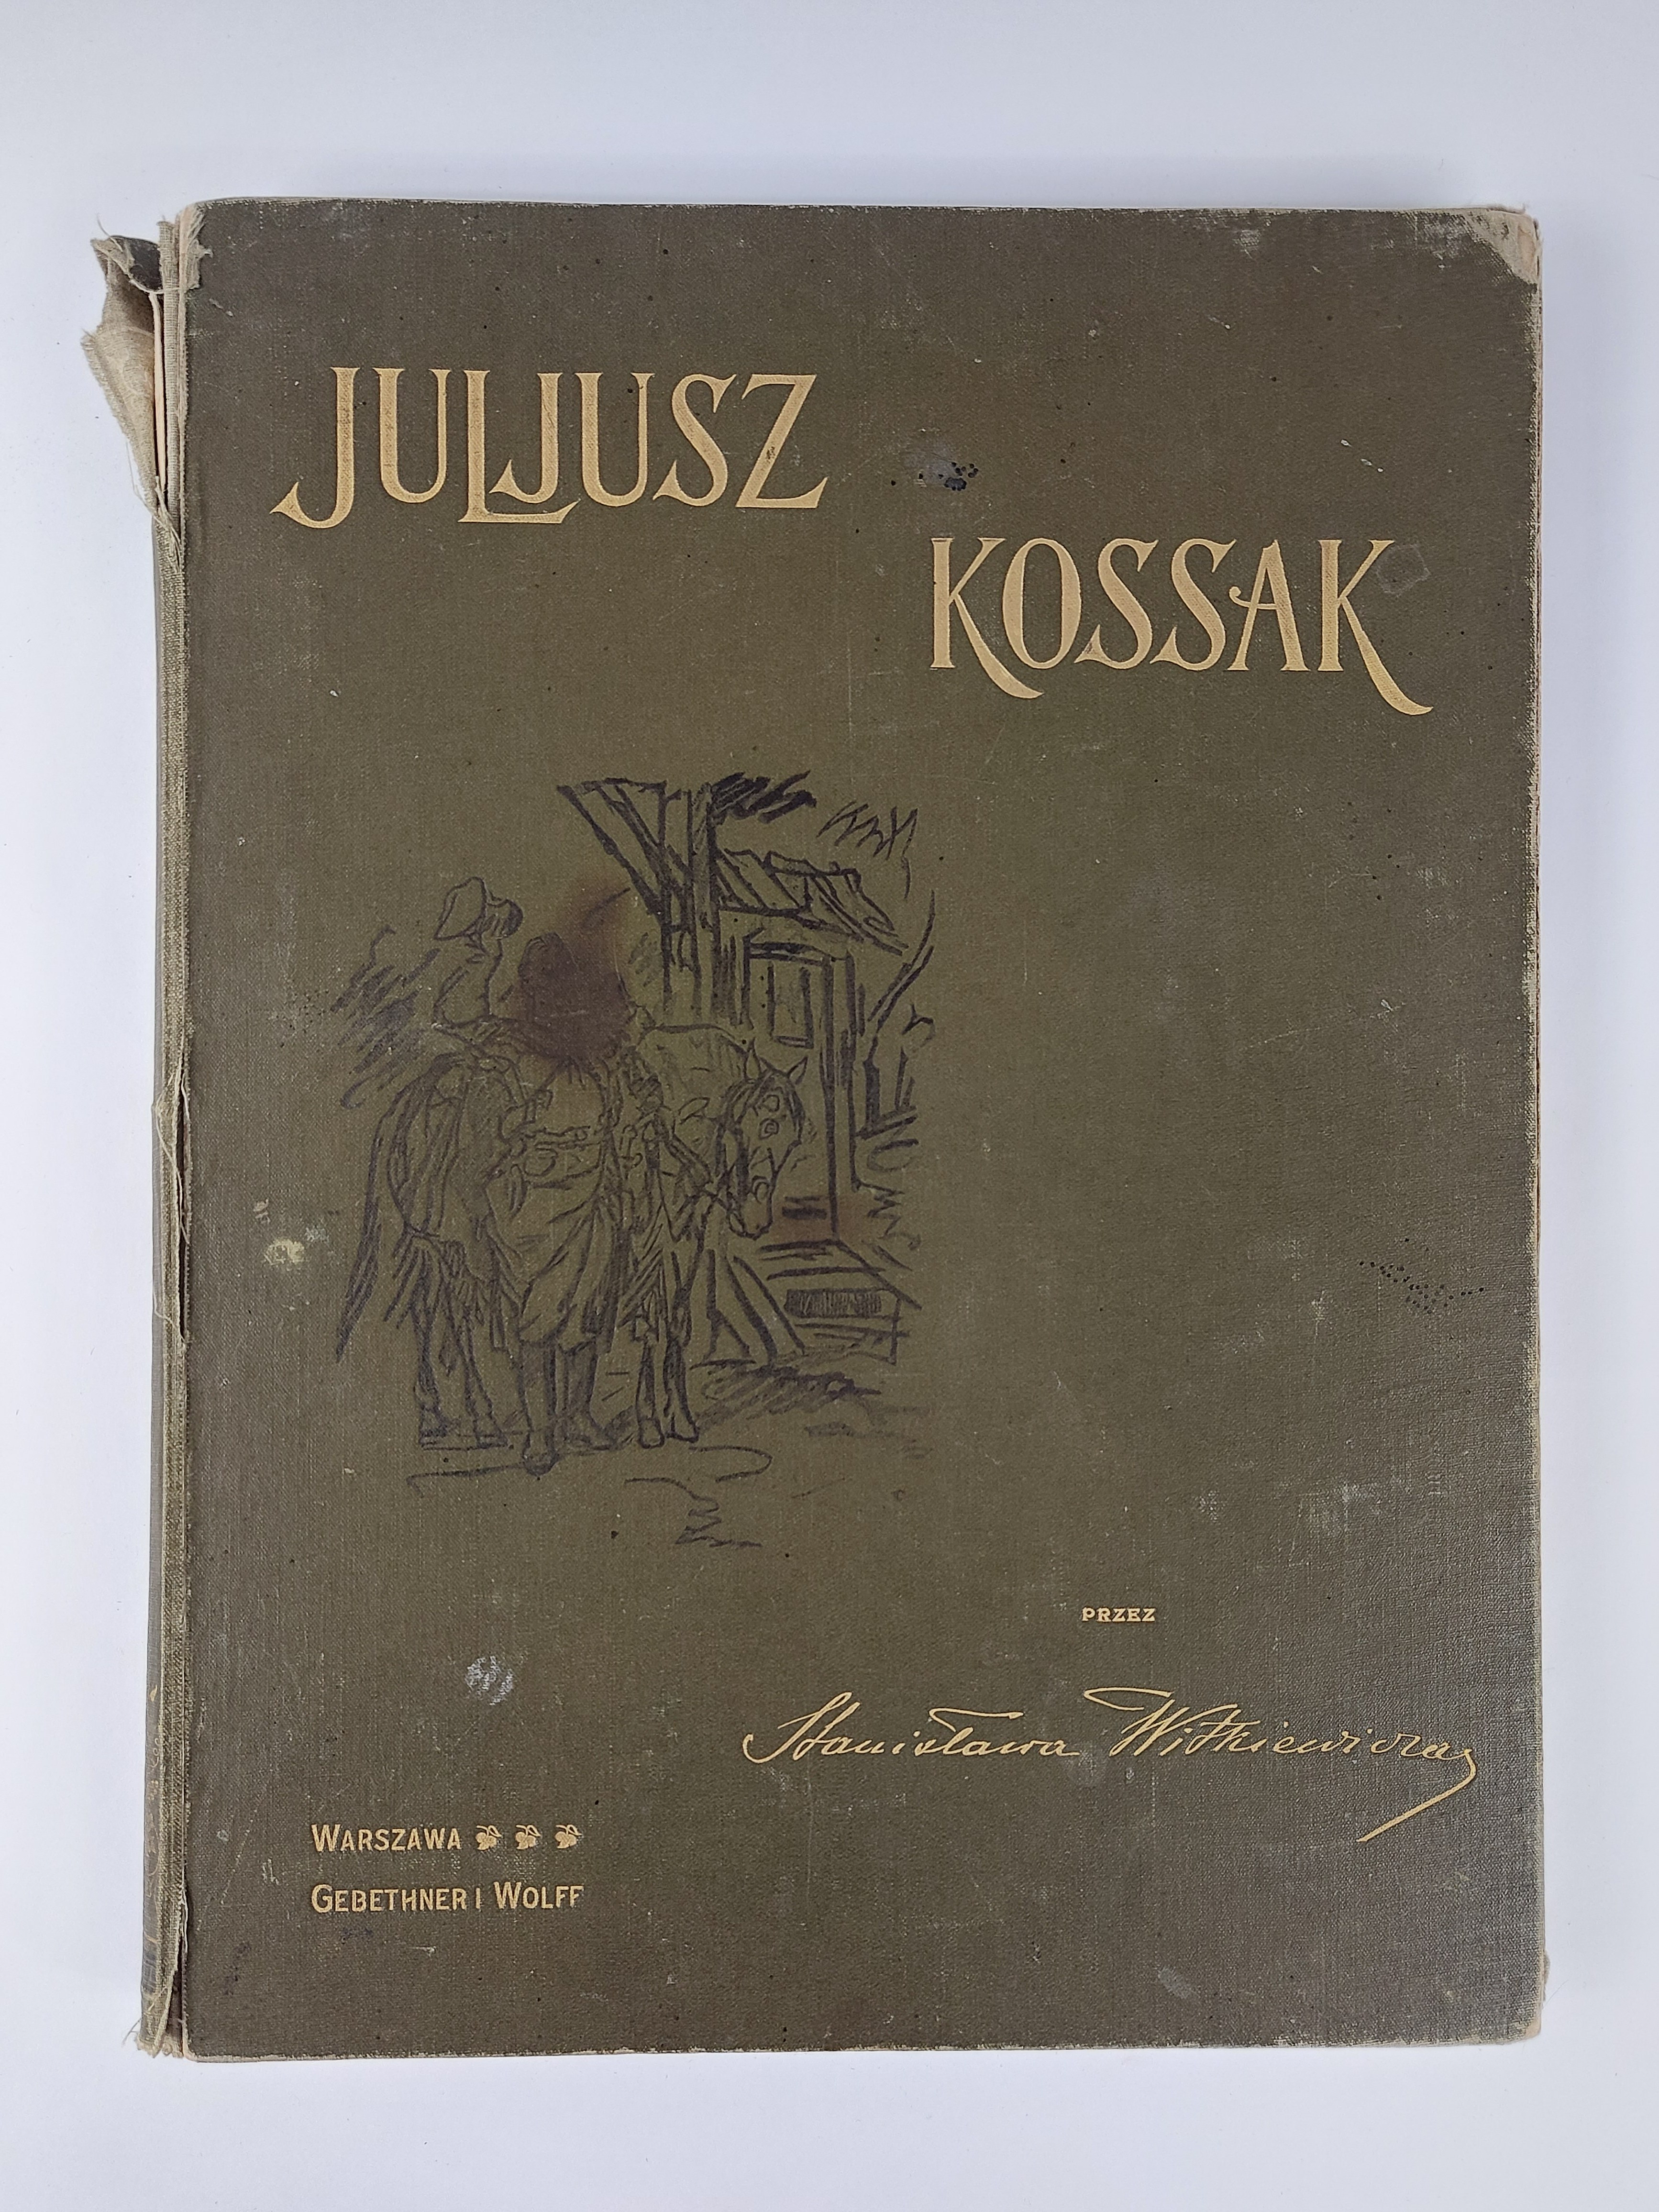 JULJUSZ
KOSSAK
PRZEZ
Stanisława Witkiewicza
WARSZAWA
GEBETHNER I WOLFF